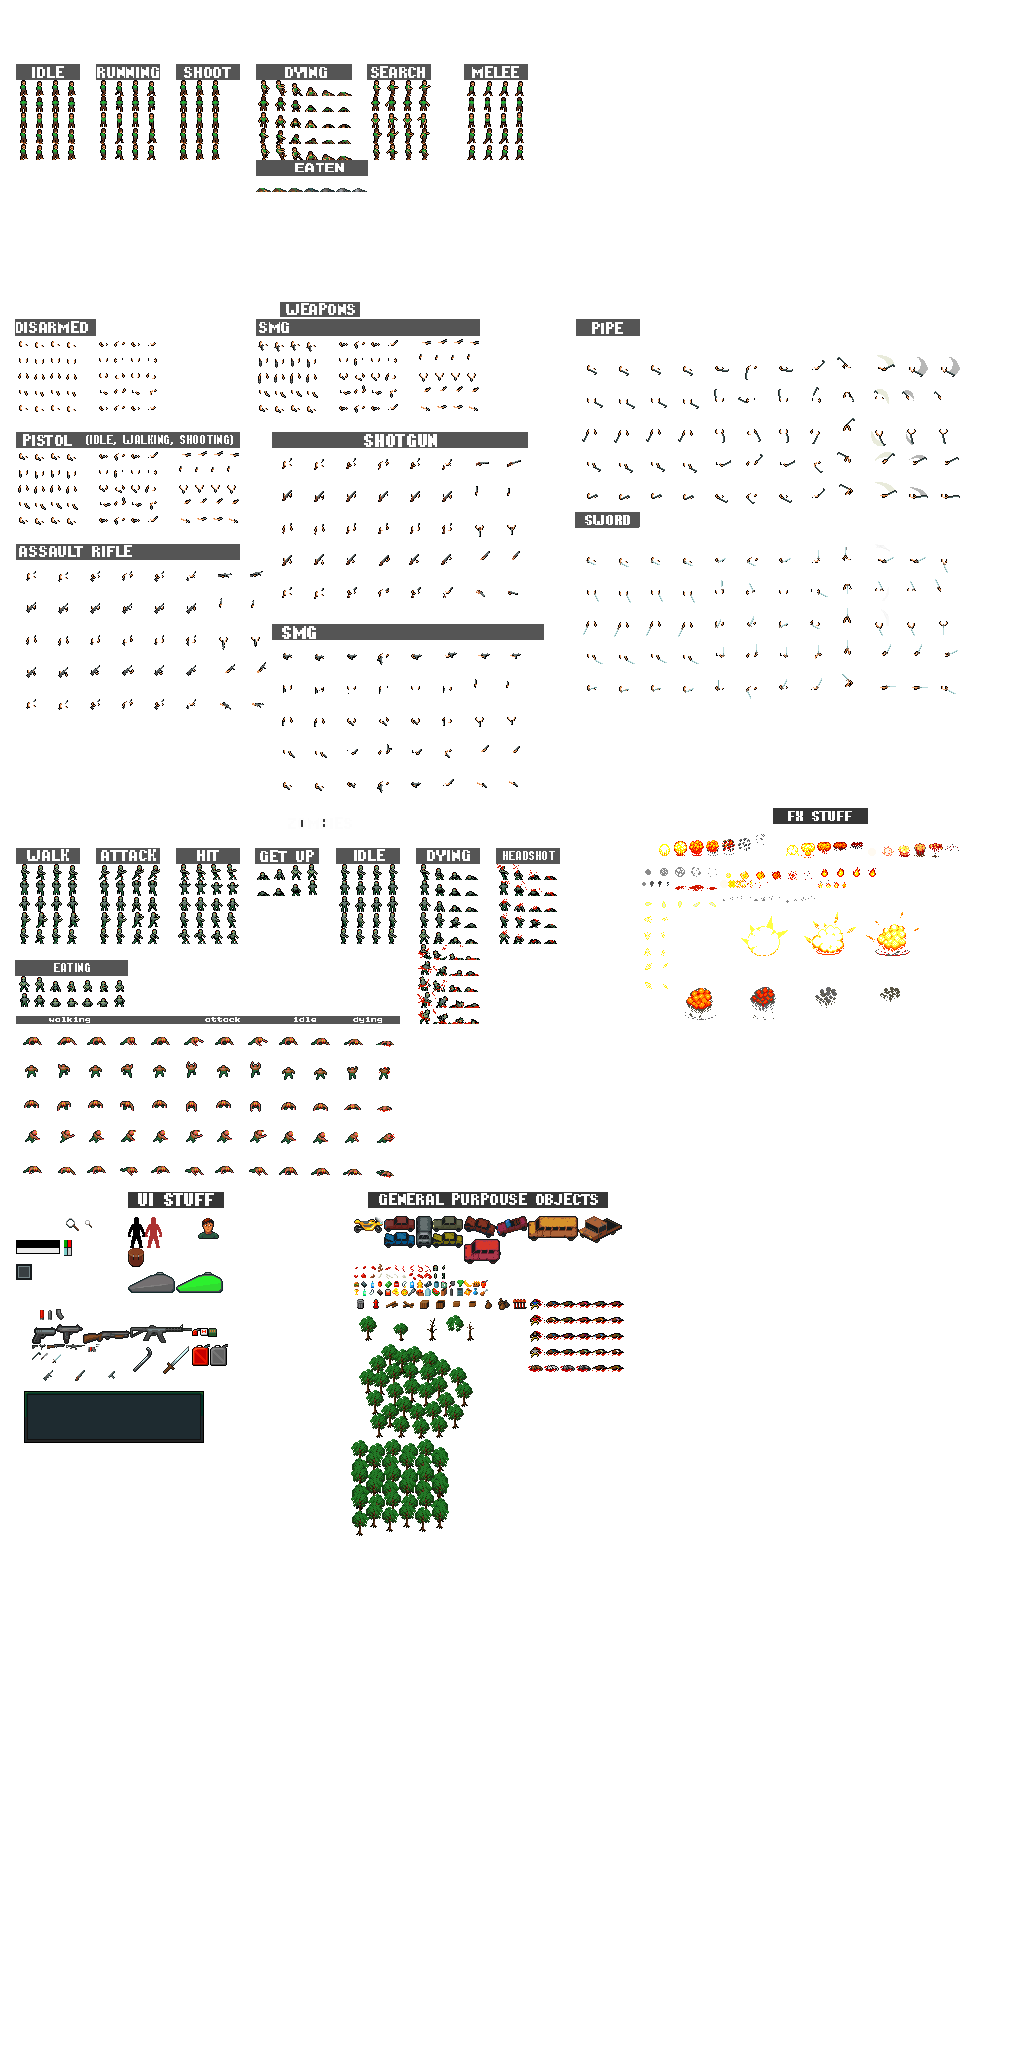 IDLE RUNNING SHOOT DYING SEARCH MELEE
EATEN
WEAPONS
DISARMED SMG PIPE
PISTOL (IDLE, WALKING, SHOOTING) SHOTGUN
SWORD
ASSAULT RIFLE
SMG
FX STUFF
WALK ATTACK HIT GET UP IDLE DYING HEADSHOT
EATING
walking attack idle dying
UI STUFF GENERAL PURPOUSE OBJECTS